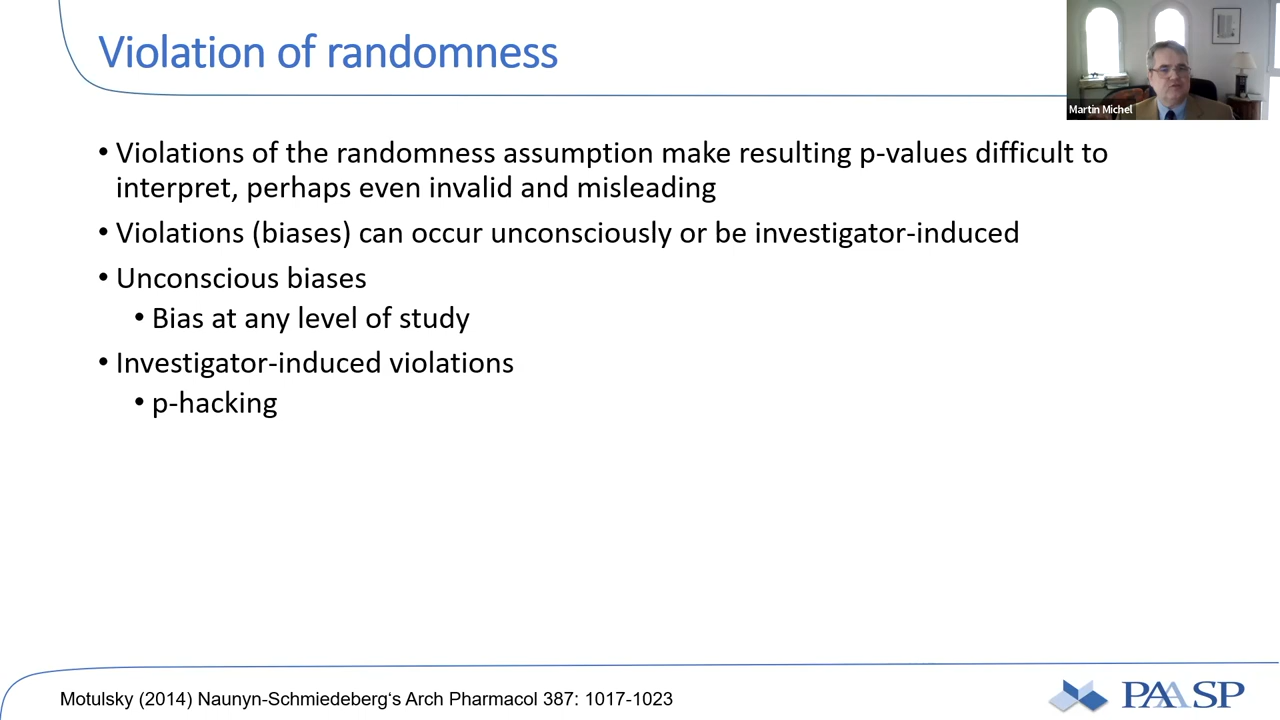 Violation of randomness
Martin Michel
• Violations of the randomness assumption make resulting p-values difficult to
interpret, perhaps even invalid and misleading
• Violations (biases) can occur unconsciously or be investigator-induced
• Unconscious biases
• Bias at any level of study
• Investigator-induced violations
• p-hacking
Motulsky (2014) Naunyn-Schmiedeberg‘s Arch Pharmacol 387: 1017-1023
PAASP